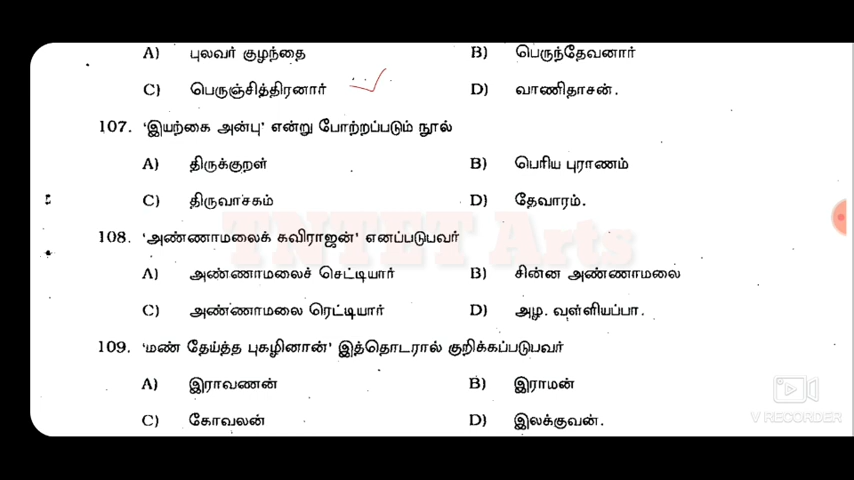 A) புலவர் குழந்தை B) பெருந்தேவனார்
C) பெருஞ்சித்திரனார் D) வாணிதாசன்.
107. 'இயற்கை அன்பு' என்று போற்றப்படும் நூல்
A) திருக்குறள் B) பெரிய புராணம்
C) திருவாசகம் D) தேவாரம்.
TNTET Arts
108. 'அண்ணாமலைக் கவிராஜன்' எனப்படுபவர்
A) அண்ணாமலைச் செட்டியார் B) சின்ன அண்ணாமலை
C) அண்ணாமலை ரெட்டியார் D) அழ. வள்ளியப்பா.
109. 'மண் தேய்த்த புகழினான்' இத்தொடரால் குறிக்கப்படுபவர்
A) இராவணன் B) இராமன்
C) கோவலன் D) இலக்குவன்.
V RECORDER